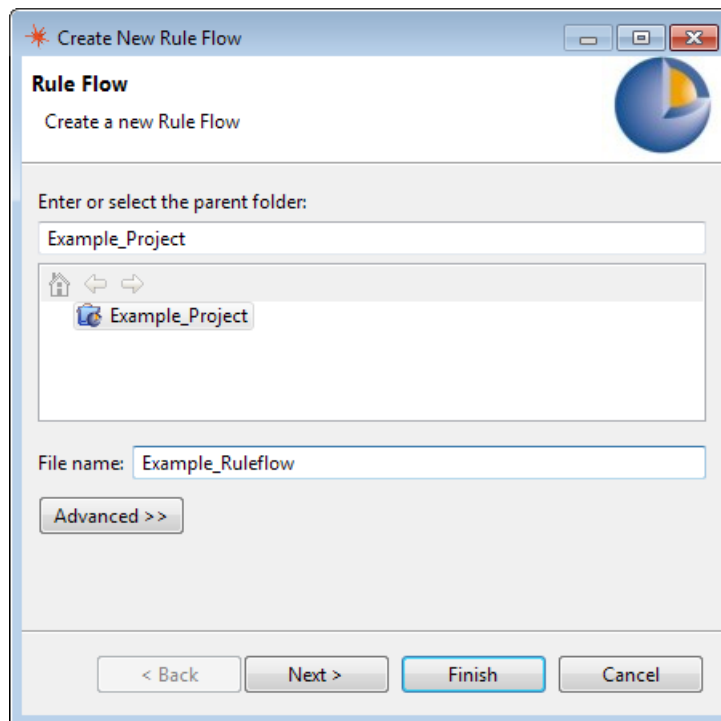 Create New Rule Flow
Rule Flow
Create a new Rule Flow
Enter or select the parent folder:
Example_Project
Example_Project
File name: Example_Ruleflow
Advanced >>
< Back Next > Finish Cancel